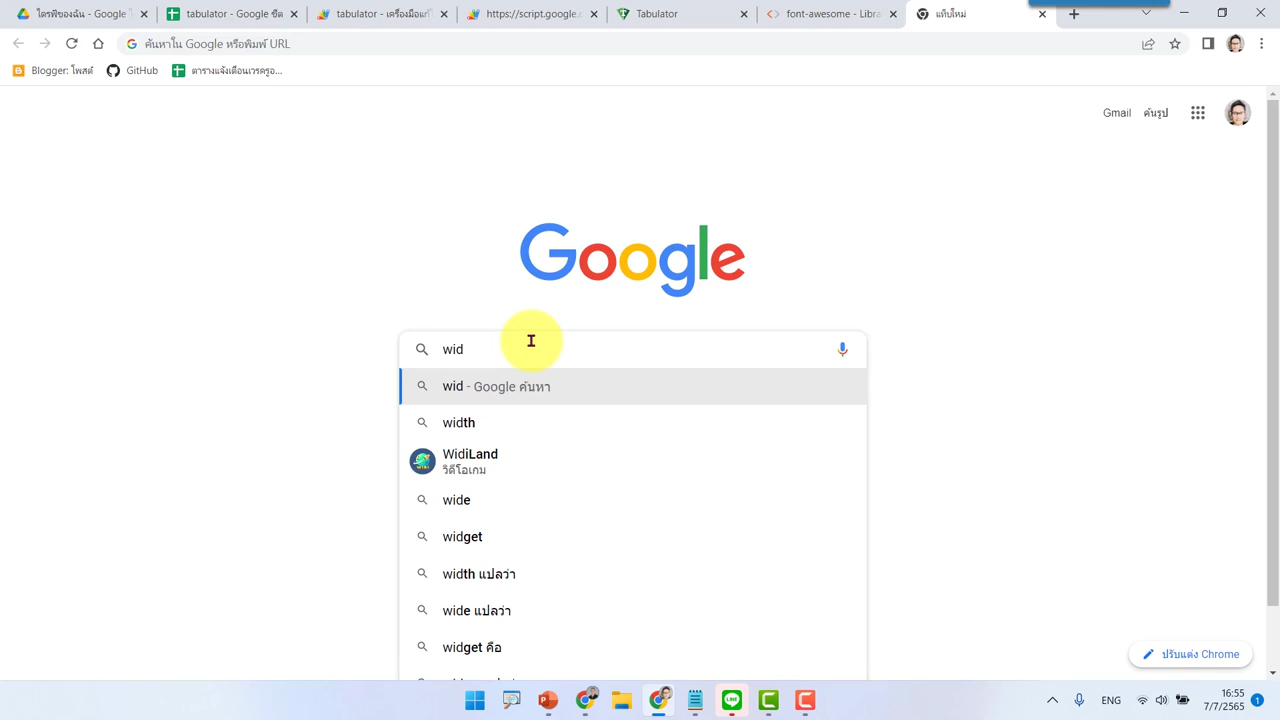 ไดรฟ์ของฉัน - Google ไ
tabulator - Google ชีต
tabulator - เครื่องมือแก้ไ
https://script.google.c
Tabulator
font-awesome - Libr
แท็บใหม่
ค้นหาใน Google หรือพิมพ์ URL
Blogger: โพสต์
GitHub
ตารางแจ้งเตือนเวรครูอ...
Gmail
ค้นรูป
Google
wid
wid - Google ค้นหา
width
WidiLand
วิดีโอเกม
wide
widget
width แปลว่า
wide แปลว่า
widget คือ
ปรับแต่ง Chrome
ENG
16:55
7/7/2565
1